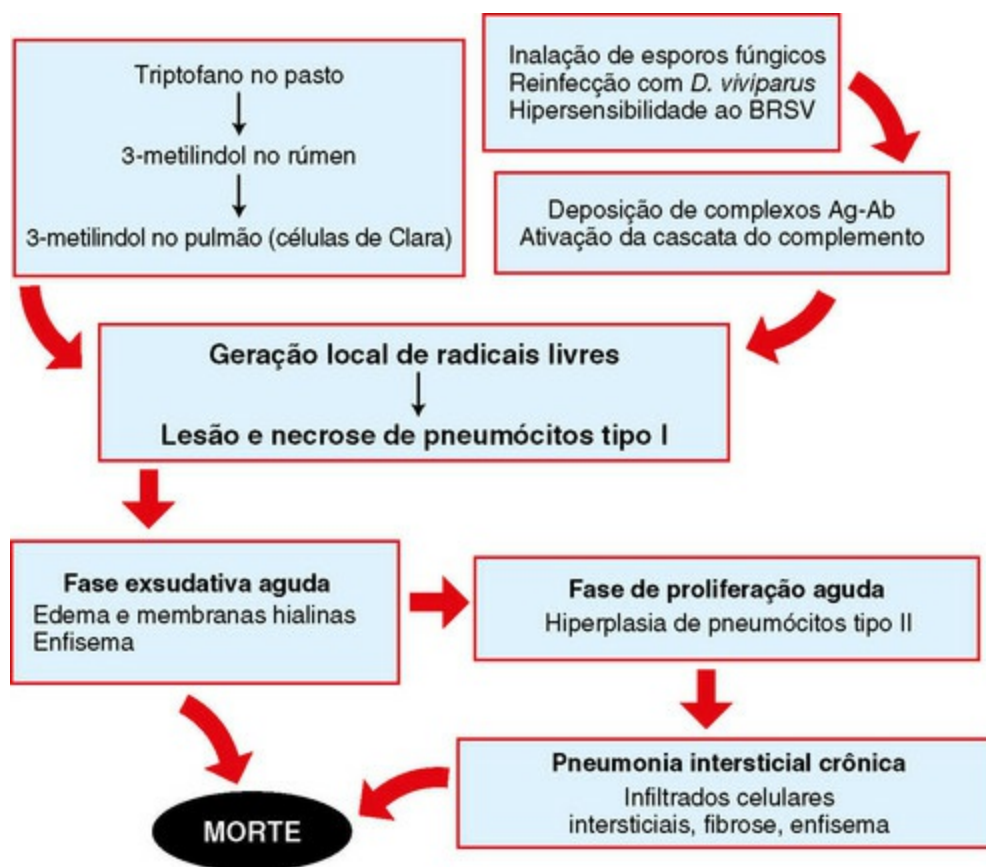 Triptofano no pasto
3-metilindol no rúmen
3-metilindol no pulmão (células de Clara)
Inalação de esporos fúngicos
Reinfecção com D. viviparus
Hipersensibilidade ao BRSV
Deposição de complexos Ag-Ab
Ativação da cascata do complemento
Geração local de radicais livres
Lesão e necrose de pneumócitos tipo I
Fase exsudativa aguda
Edema e membranas hialinas
Enfisema
Fase de proliferação aguda
Hiperplasia de pneumócitos tipo II
Pneumonia intersticial crônica
Infiltrados celulares
intersticiais, fibrose, enfisema
MORTE